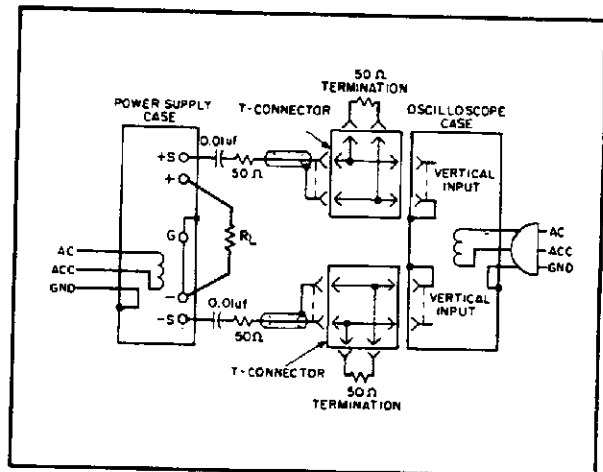 50 Ω
TERMINATION
T-CONNECTOR
POWER SUPPLY
CASE
OSCILLOSCOPE
CASE
0.01uf
+S
50 Ω
+
VERTICAL
INPUT
G
RL
AC
ACC
GND
AC
ACC
GND
-
-S
0.01uf
50 Ω
VERTICAL
INPUT
T-CONNECTOR
50 Ω
TERMINATION